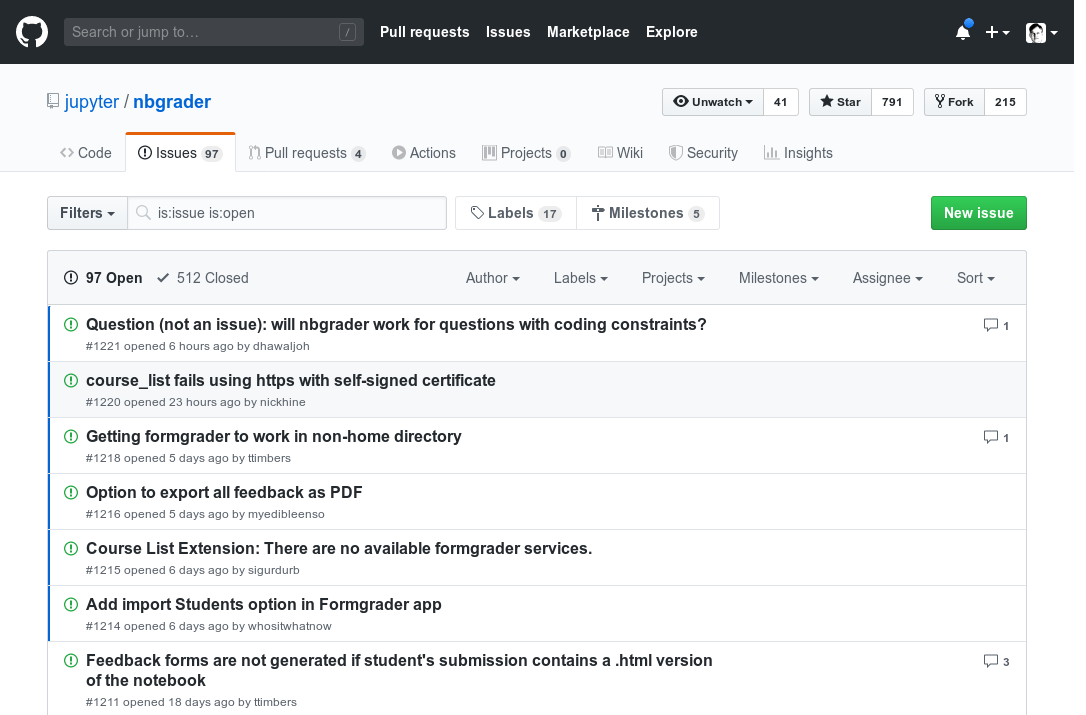 Search or jump to… / Pull requests Issues Marketplace Explore
jupyter / nbgrader Unwatch 41 Star 791 Fork 215
Code Issues 97 Pull requests 4 Actions Projects 0 Wiki Security Insights
Filters is:issue is:open Labels 17 Milestones 5 New issue
97 Open 512 Closed Author Labels Projects Milestones Assignee Sort
Question (not an issue): will nbgrader work for questions with coding constraints? 1
#1221 opened 6 hours ago by dhawaljoh
course_list fails using https with self-signed certificate
#1220 opened 23 hours ago by nickhine
Getting formgrader to work in non-home directory 1
#1218 opened 5 days ago by ttimbers
Option to export all feedback as PDF
#1216 opened 5 days ago by myedibleenso
Course List Extension: There are no available formgrader services.
#1215 opened 6 days ago by sigurdurb
Add import Students option in Formgrader app
#1214 opened 6 days ago by whositwhatnow
Feedback forms are not generated if student's submission contains a .html version 3
of the notebook
#1211 opened 18 days ago by ttimbers